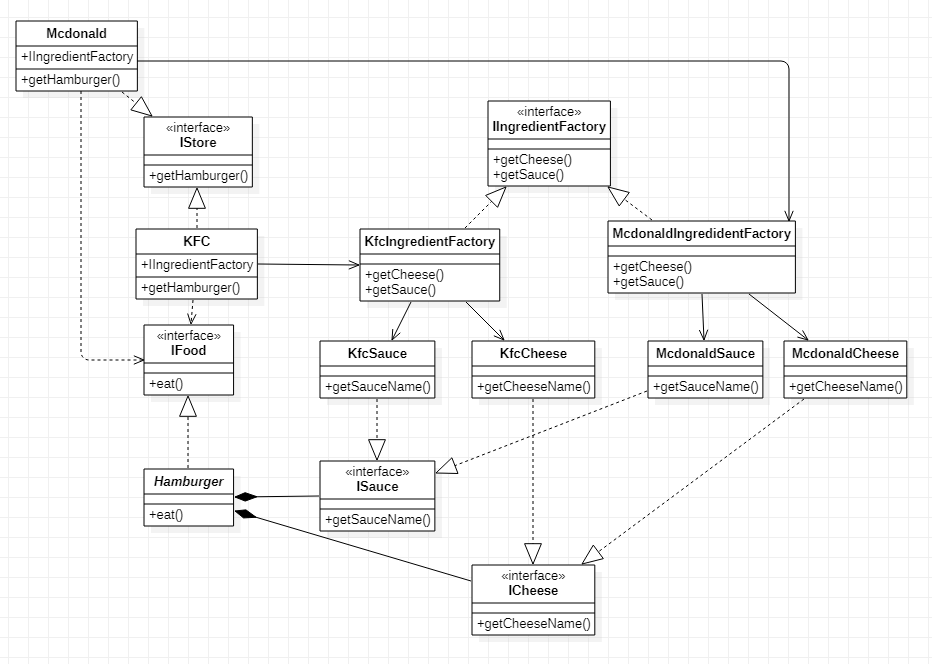 Mcdonald
+IIngredientFactory
+getHamburger()
«interface»
IStore
+getHamburger()
«interface»
IIngredientFactory
+getCheese()
+getSauce()
KFC
+IIngredientFactory
+getHamburger()
KfcIngredientFactory
+getCheese()
+getSauce()
McdonaldIngredidentFactory
+getCheese()
+getSauce()
«interface»
IFood
+eat()
KfcSauce
+getSauceName()
KfcCheese
+getCheeseName()
McdonaldSauce
+getSauceName()
McdonaldCheese
+getCheeseName()
Hamburger
+eat()
«interface»
ISauce
+getSauceName()
«interface»
ICheese
+getCheeseName()